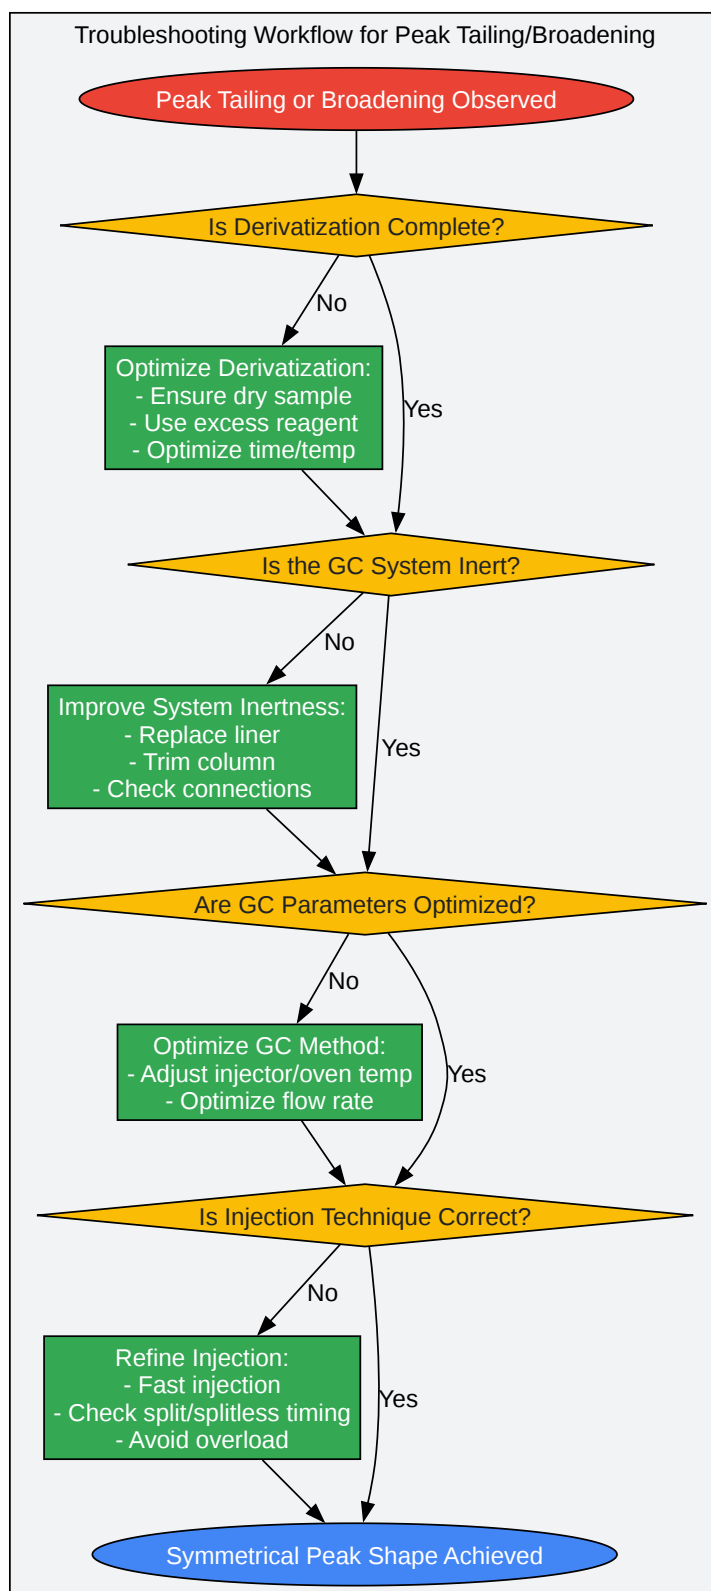 Troubleshooting Workflow for Peak Tailing/Broadening
Peak Tailing or Broadening Observed
Is Derivatization Complete?
No
Optimize Derivatization:
- Ensure dry sample
- Use excess reagent
- Optimize time/temp
Yes
Is the GC System Inert?
No
Improve System Inertness:
- Replace liner
- Trim column
- Check connections
Yes
Are GC Parameters Optimized?
No
Optimize GC Method:
- Adjust injector/oven temp
- Optimize flow rate
Yes
Is Injection Technique Correct?
No
Refine Injection:
- Fast injection
- Check split/splitless timing
- Avoid overload
Yes
Symmetrical Peak Shape Achieved